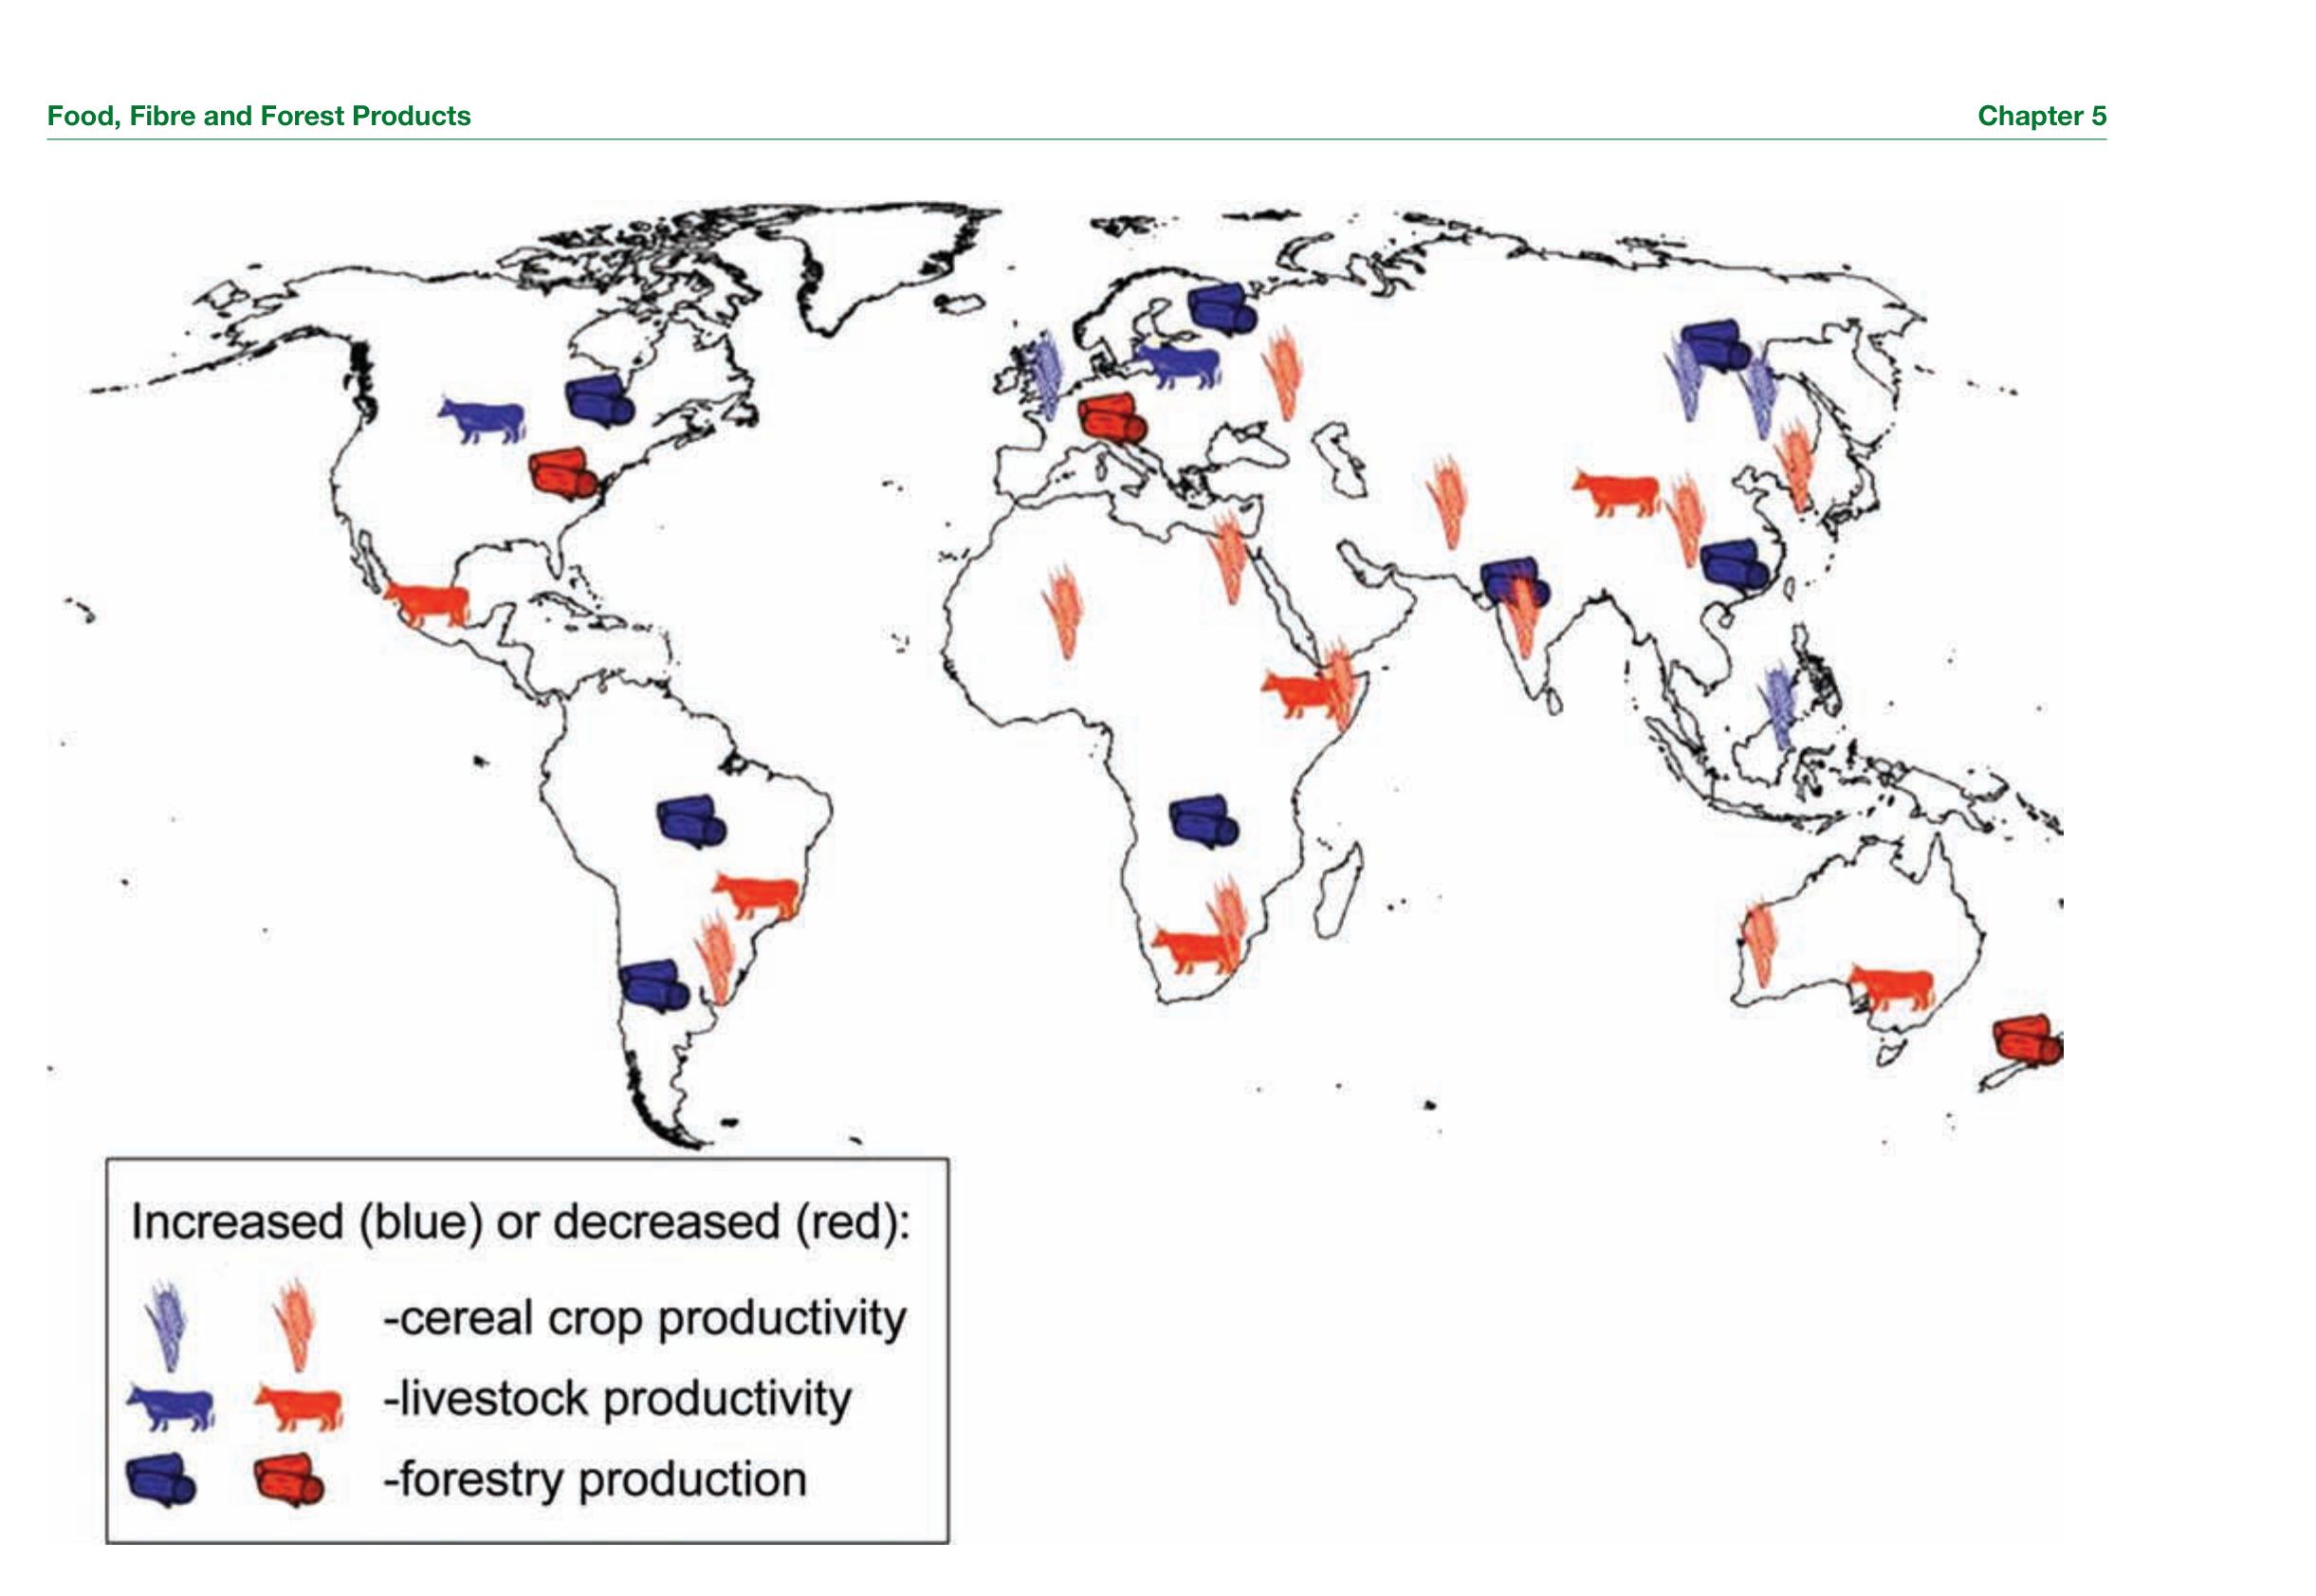 Food, Fibre and Forest Products Chapter 5
Increased (blue) or decreased (red):
-cereal crop productivity
-livestock productivity
-forestry production